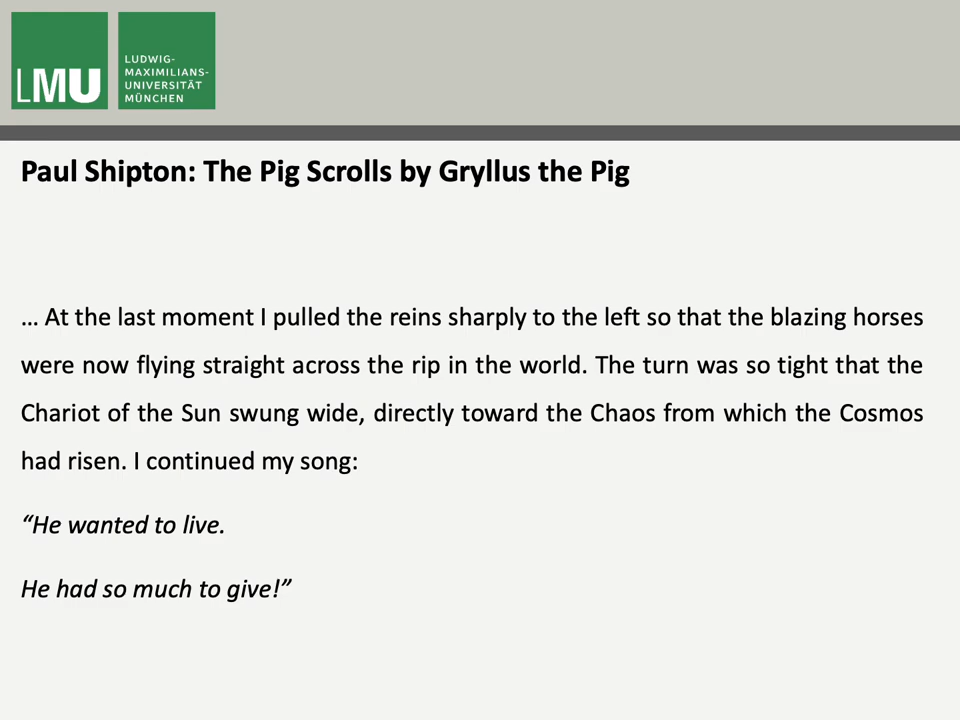 LMU
LUDWIG-
MAXIMILIANS-
UNIVERSITÄT
MÜNCHEN
Paul Shipton: The Pig Scrolls by Gryllus the Pig
... At the last moment I pulled the reins sharply to the left so that the blazing horses
were now flying straight across the rip in the world. The turn was so tight that the
Chariot of the Sun swung wide, directly toward the Chaos from which the Cosmos
had risen. I continued my song:
“He wanted to live.
He had so much to give!”